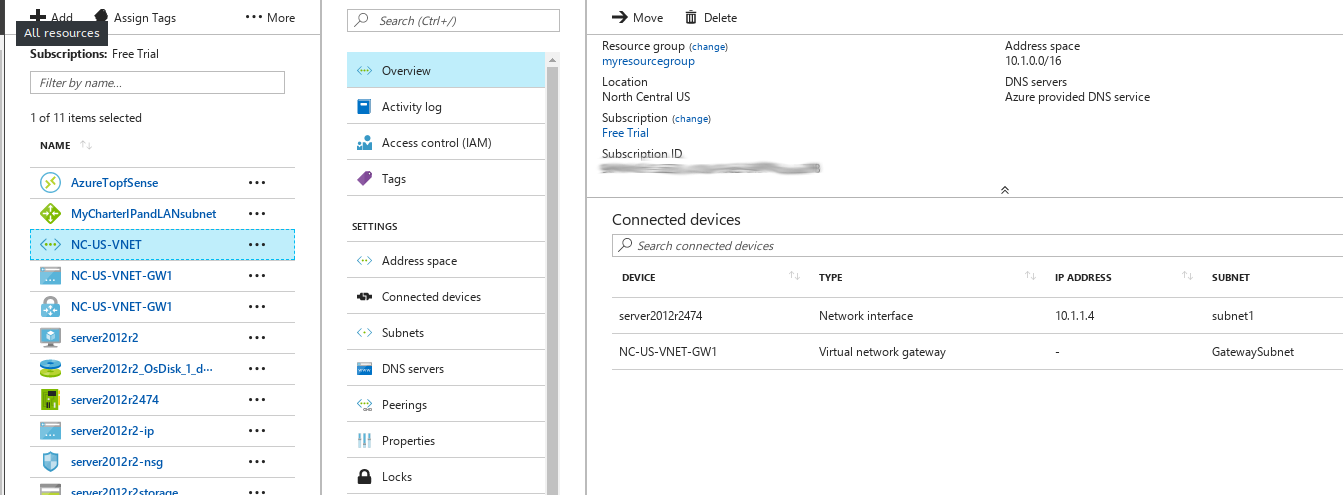 Add Assign Tags ••• More
All resources
Subscriptions: Free Trial
Filter by name...
1 of 11 items selected
NAME
AzureTopfSense •••
MyCharterIPandLANsubnet •••
NC-US-VNET •••
NC-US-VNET-GW1 •••
NC-US-VNET-GW1 •••
server2012r2 •••
server2012r2_OsDisk_1_d... •••
server2012r2474 •••
server2012r2-ip •••
server2012r2-nsg •••
server2012r2storage •••
Search (Ctrl+/)
Overview
Activity log
Access control (IAM)
Tags
SETTINGS
Address space
Connected devices
Subnets
DNS servers
Peerings
Properties
Locks
Move Delete
Resource group (change)
myresourcegroup
Location
North Central US
Subscription (change)
Free Trial
Subscription ID
Address space
10.1.0.0/16
DNS servers
Azure provided DNS service
Connected devices
Search connected devices
DEVICE TYPE IP ADDRESS SUBNET
server2012r2474 Network interface 10.1.1.4 subnet1
NC-US-VNET-GW1 Virtual network gateway - GatewaySubnet